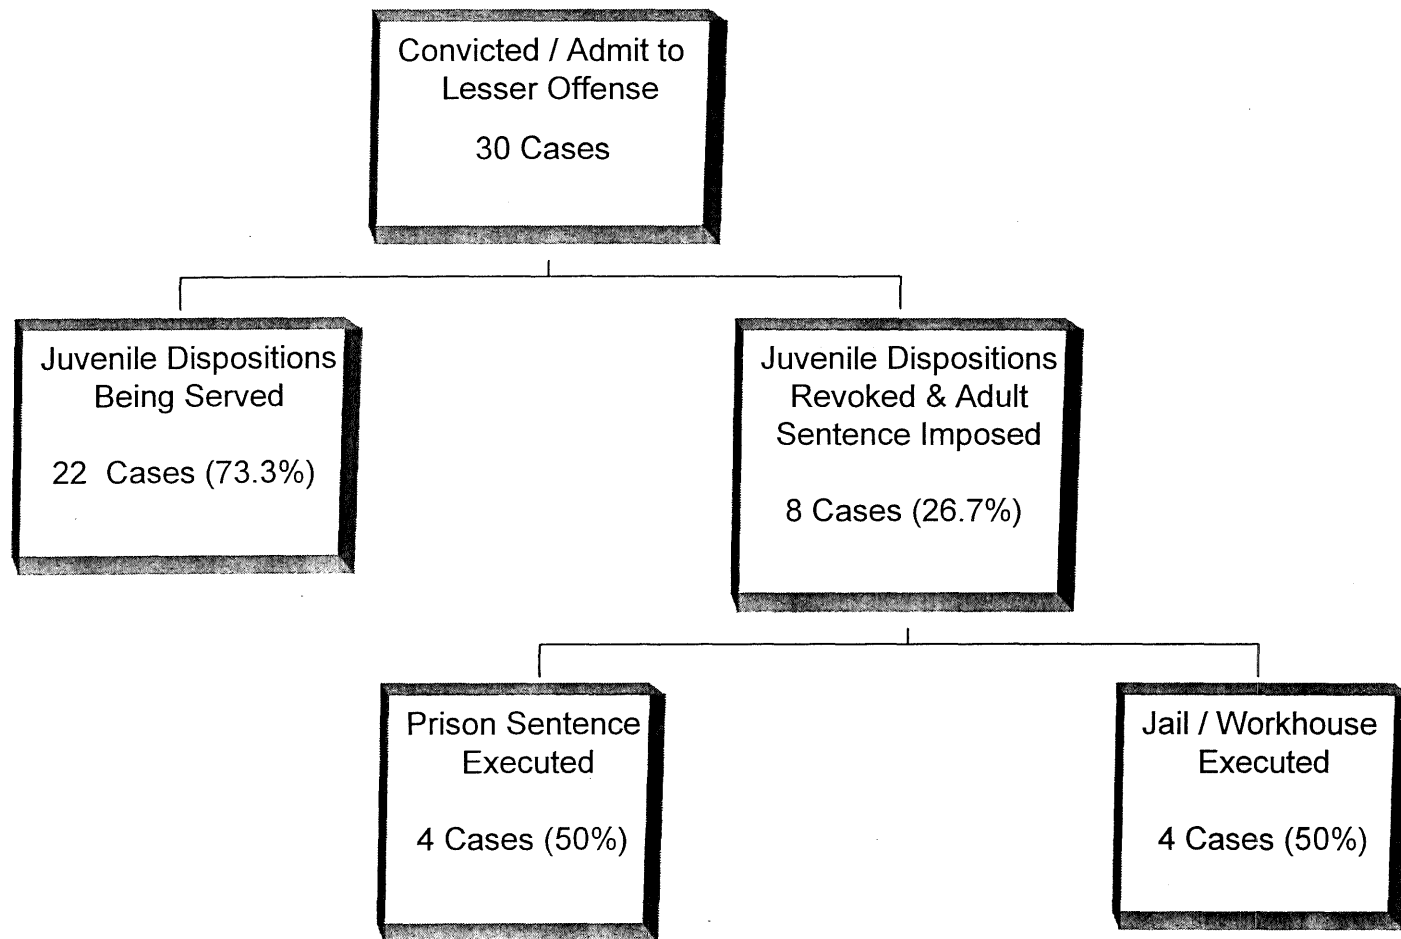 Convicted / Admit to
Lesser Offense
30 Cases
Juvenile Dispositions
Being Served
22 Cases (73.3%)
Juvenile Dispositions
Revoked & Adult
Sentence Imposed
8 Cases (26.7%)
Prison Sentence
Executed
4 Cases (50%)
Jail / Workhouse
Executed
4 Cases (50%)